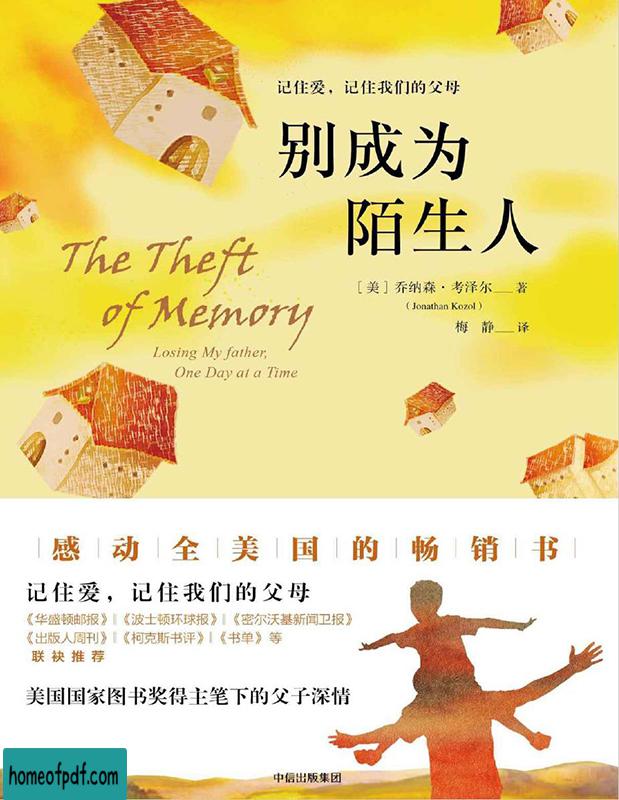 记住爱，记住我们的父母
别成为
陌生人
The Theft
of Memory
Losing My father,
One Day at a Time
［美］乔纳森·考泽尔__著
（Jonathan Kozol）
梅 静__译
感|动|全|美|国|的|畅|销|书
记住爱，记住我们的父母
《华盛顿邮报》||《波士顿环球报》||《密尔沃基新闻卫报》
《出版人周刊》||《柯克斯书评》||《书单》等
联袂推荐
美国国家图书奖得主笔下的父子深情
homeofpdf.com
中信出版集团